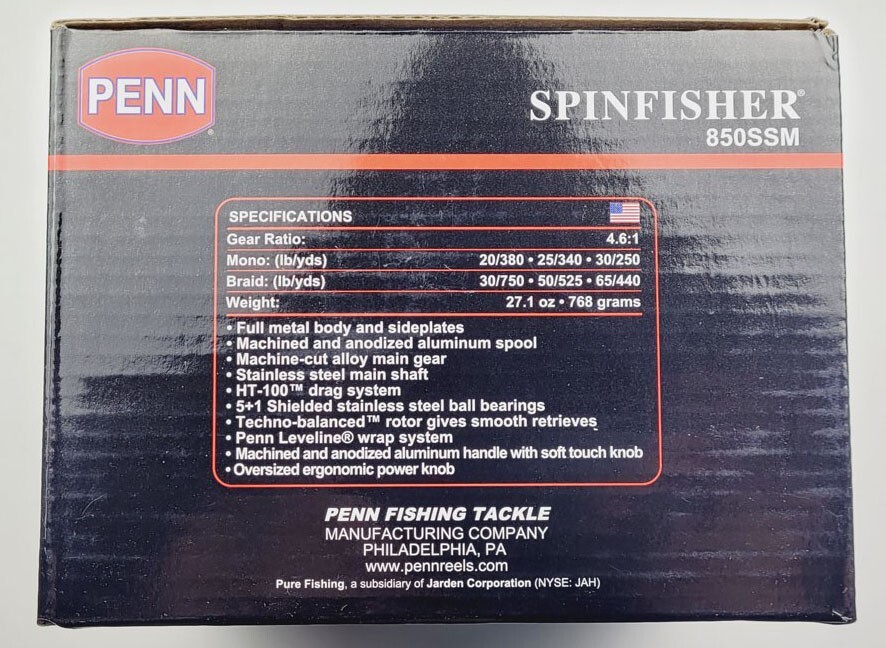 PENN®
SPINFISHER®
850SSM
SPECIFICATIONS
Gear Ratio: 4.6:1
Mono: (lb/yds) 20/380 • 25/340 • 30/250
Braid: (lb/yds) 30/750 • 50/525 • 65/440
Weight: 27.1 oz • 768 grams
• Full metal body and sideplates
• Machined and anodized aluminum spool
• Machine-cut alloy main gear
• Stainless steel main shaft
• HT-100™ drag system
• 5+1 Shielded stainless steel ball bearings
• Techno-balanced™ rotor gives smooth retrieves
• Penn Leveline® wrap system
• Machined and anodized aluminum handle with soft touch knob
• Oversized ergonomic power knob
PENN FISHING TACKLE
MANUFACTURING COMPANY
PHILADELPHIA, PA
www.pennreels.com
Pure Fishing, a subsidiary of Jarden Corporation (NYSE: JAH)